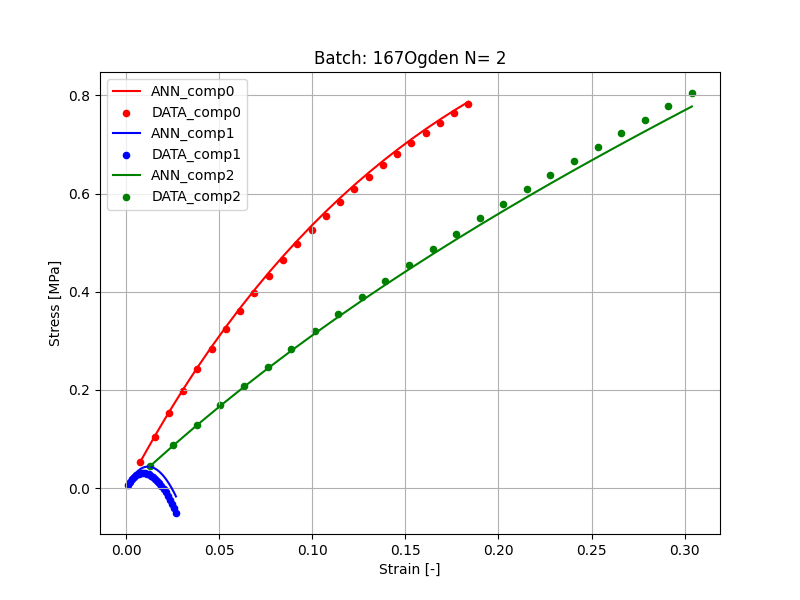 Batch: 167Ogden N= 2
ANN_comp0
DATA_comp0
ANN_comp1
DATA_comp1
ANN_comp2
DATA_comp2
Stress [MPa]
0.8
0.6
0.4
0.2
0.0
0.00 0.05 0.10 0.15 0.20 0.25 0.30
Strain [-]